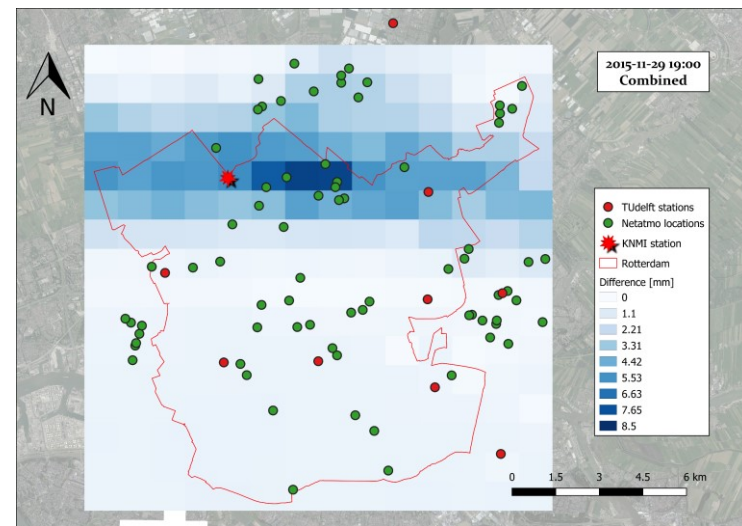 2015-11-29 19:00
Combined
N
TUdelft stations
Netatmo locations
KNMI station
Rotterdam
Difference [mm]
0
1.1
2.21
3.31
4.42
5.53
6.63
7.65
8.5
0 1.5 3 4.5 6 km